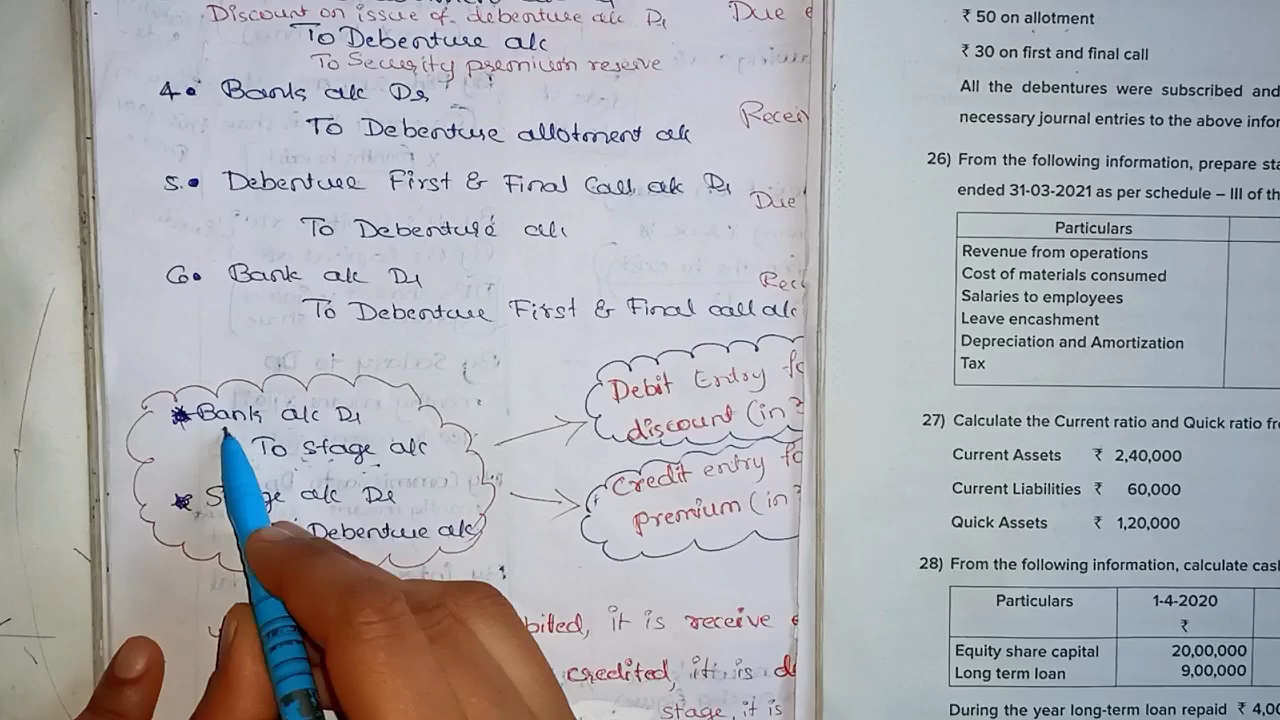 Discount on issue of debenture a/c Dr Due
To Debenture a/c
To Security premium reserve
4. Bank a/c Dr
To Debenture allotment a/c
5. Debenture First & Final Call a/c Dr Due
To Debenture a/c
6. Bank a/c Dr
To Debenture First & Final call a/c
* Bank a/c Dr
To stage a/c
a/c Dr
Debenture a/c
Debit Entry
discount (in
Credit entry
premium (in
it is receive
credited, it is
stage, it is
₹ 50 on allotment
₹ 30 on first and final call
All the debentures were subscribed and
necessary journal entries to the above
26) From the following information, prepare
ended 31-03-2021 as per schedule – III of
Particulars
Revenue from operations
Cost of materials consumed
Salaries to employees
Leave encashment
Depreciation and Amortization
Tax
27) Calculate the Current ratio and Quick ratio
Current Assets ₹ 2,40,000
Current Liabilities ₹ 60,000
Quick Assets ₹ 1,20,000
28) From the following information, calculate
Particulars 1-4-2020
₹
Equity share capital 20,00,000
Long term loan 9,00,000
During the year long-term loan repaid ₹